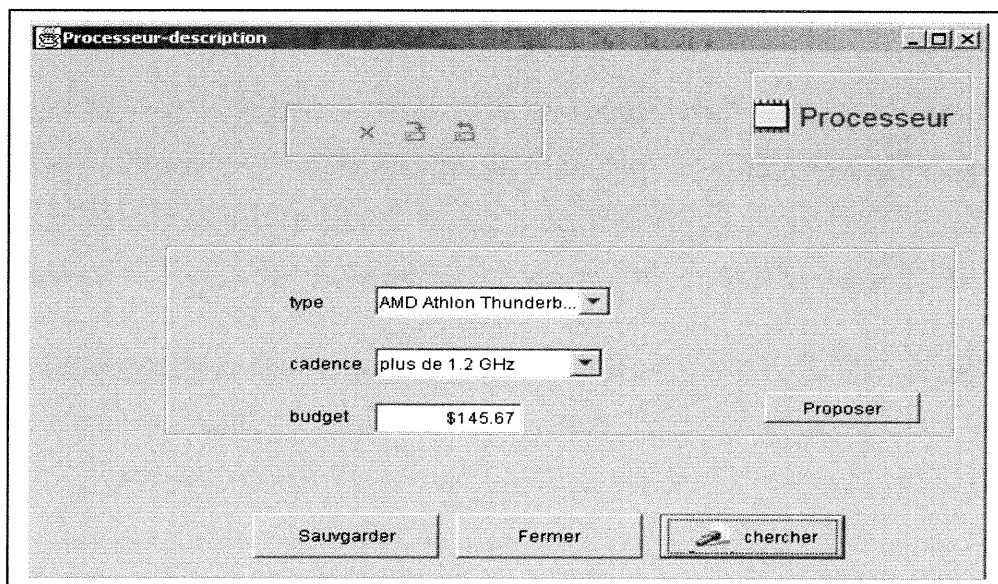 Processeur-description
Processeur
type AMD Athlon Thunderb...
cadence plus de 1.2 GHz
budget $145.67
Proposer
Sauvgarder Fermer chercher